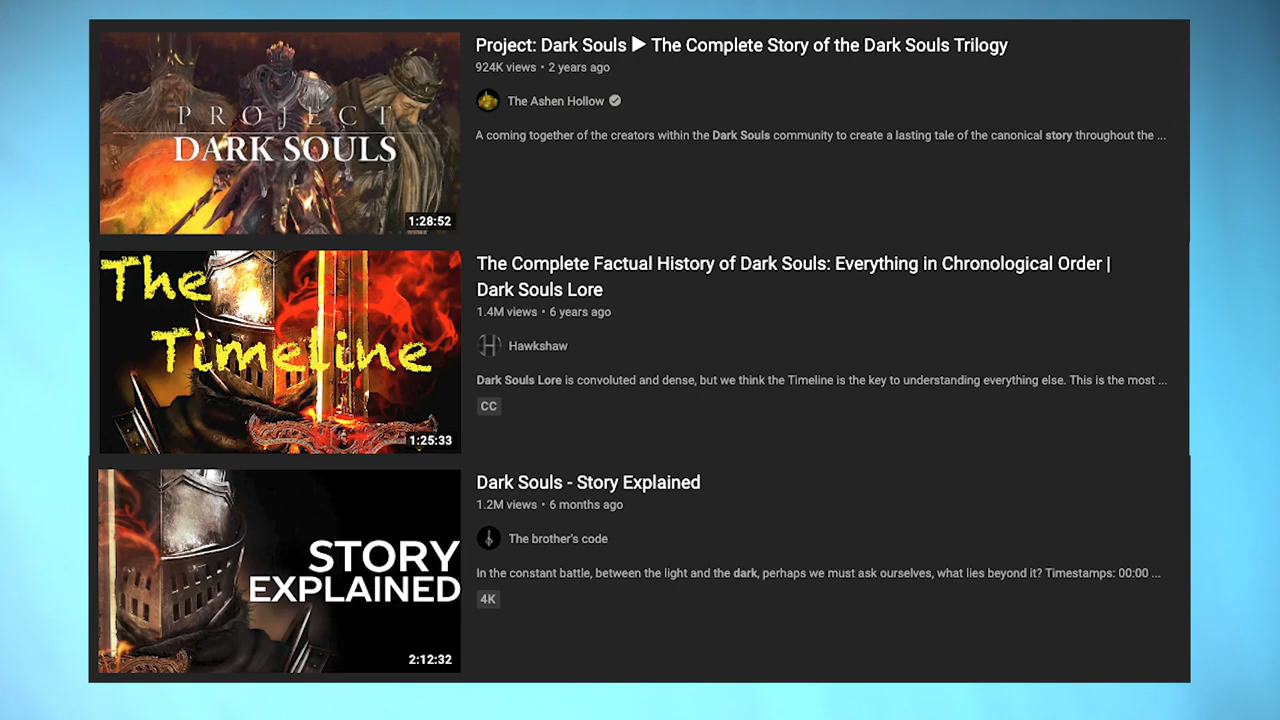 PROJECT
DARK SOULS
1:28:52
Project: Dark Souls ▶ The Complete Story of the Dark Souls Trilogy
924K views • 2 years ago
The Ashen Hollow
A coming together of the creators within the Dark Souls community to create a lasting tale of the canonical story throughout the ...
The
Timeline
1:25:33
The Complete Factual History of Dark Souls: Everything in Chronological Order |
Dark Souls Lore
1.4M views • 6 years ago
Hawkshaw
Dark Souls Lore is convoluted and dense, but we think the Timeline is the key to understanding everything else. This is the most ...
CC
STORY
EXPLAINED
2:12:32
Dark Souls - Story Explained
1.2M views • 6 months ago
The brother's code
In the constant battle, between the light and the dark, perhaps we must ask ourselves, what lies beyond it? Timestamps: 00:00 ...
4K